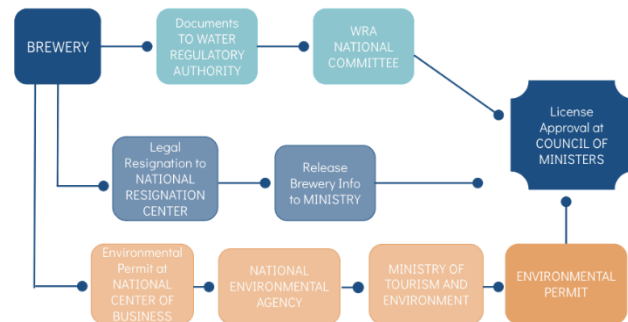 BREWERY
Documents
TO WATER
REGULATORY
AUTHORITY
WRA
NATIONAL
COMMITTEE
License
Approval at
COUNCIL OF
MINISTERS
Legal
Resignation to
NATIONAL
RESIGNATION
CENTER
Release
Brewery Info
to MINISTRY
Environmental
Permit at
NATIONAL
CENTER OF
BUSINESS
NATIONAL
ENVIRONMENTAL
AGENCY
MINISTRY OF
TOURISM AND
ENVIRONMENT
ENVIRONMENTAL
PERMIT